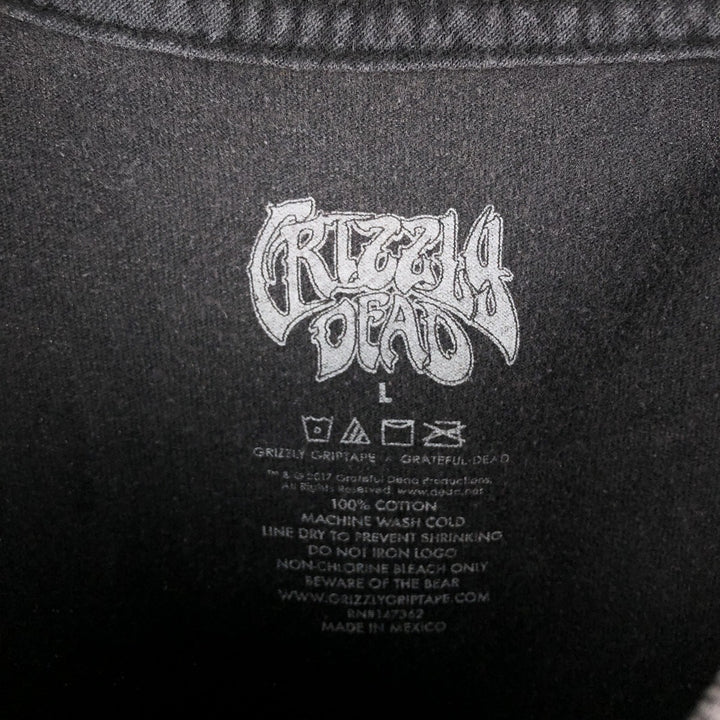 GRIZZLY
DEAD
L
GRIZZLY GRIPTAPE x GRATEFUL DEAD
™ & © 2017 Grateful Dead Productions.
All Rights Reserved. www.dead.net
100% COTTON
MACHINE WASH COLD
LINE DRY TO PREVENT SHRINKING
DO NOT IRON LOGO
NON-CHLORINE BLEACH ONLY
BEWARE OF THE BEAR
WWW.GRIZZLYGRIPTAPE.COM
RN#147362
MADE IN MEXICO